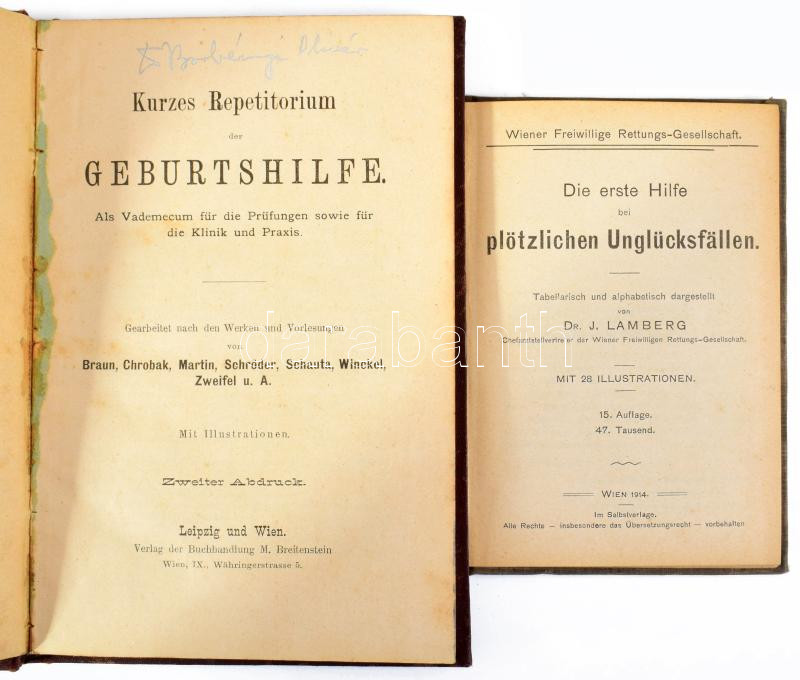 Kurzes Repetitorium
der
GEBURTSHILFE.
Als Vademecum für die Prüfungen sowie für
die Klinik und Praxis.
Gearbeitet nach den Werken und Vorlesungen
von
Braun, Chrobak, Martin, Schröder, Schauta, Winckel,
Zweifel u. A.
Mit Illustrationen.
Zweiter Abdruck.
Leipzig und Wien.
Verlag der Buchhandlung M. Breitenstein
Wien, IX., Währingerstrasse 5.
Wiener Freiwillige Rettungs-Gesellschaft.
Die erste Hilfe
bei
plötzlichen Unglücksfällen.
Tabellarisch und alphabetisch dargestellt
von
DR. J. LAMBERG
Chefarztstellvertreter der Wiener Freiwilligen Rettungs-Gesellschaft.
MIT 28 ILLUSTRATIONEN.
15. Auflage.
47. Tausend.
WIEN 1914.
Im Selbstverlage.
Alle Rechte — insbesondere das Übersetzungsrecht — vorbehalten
darabanth